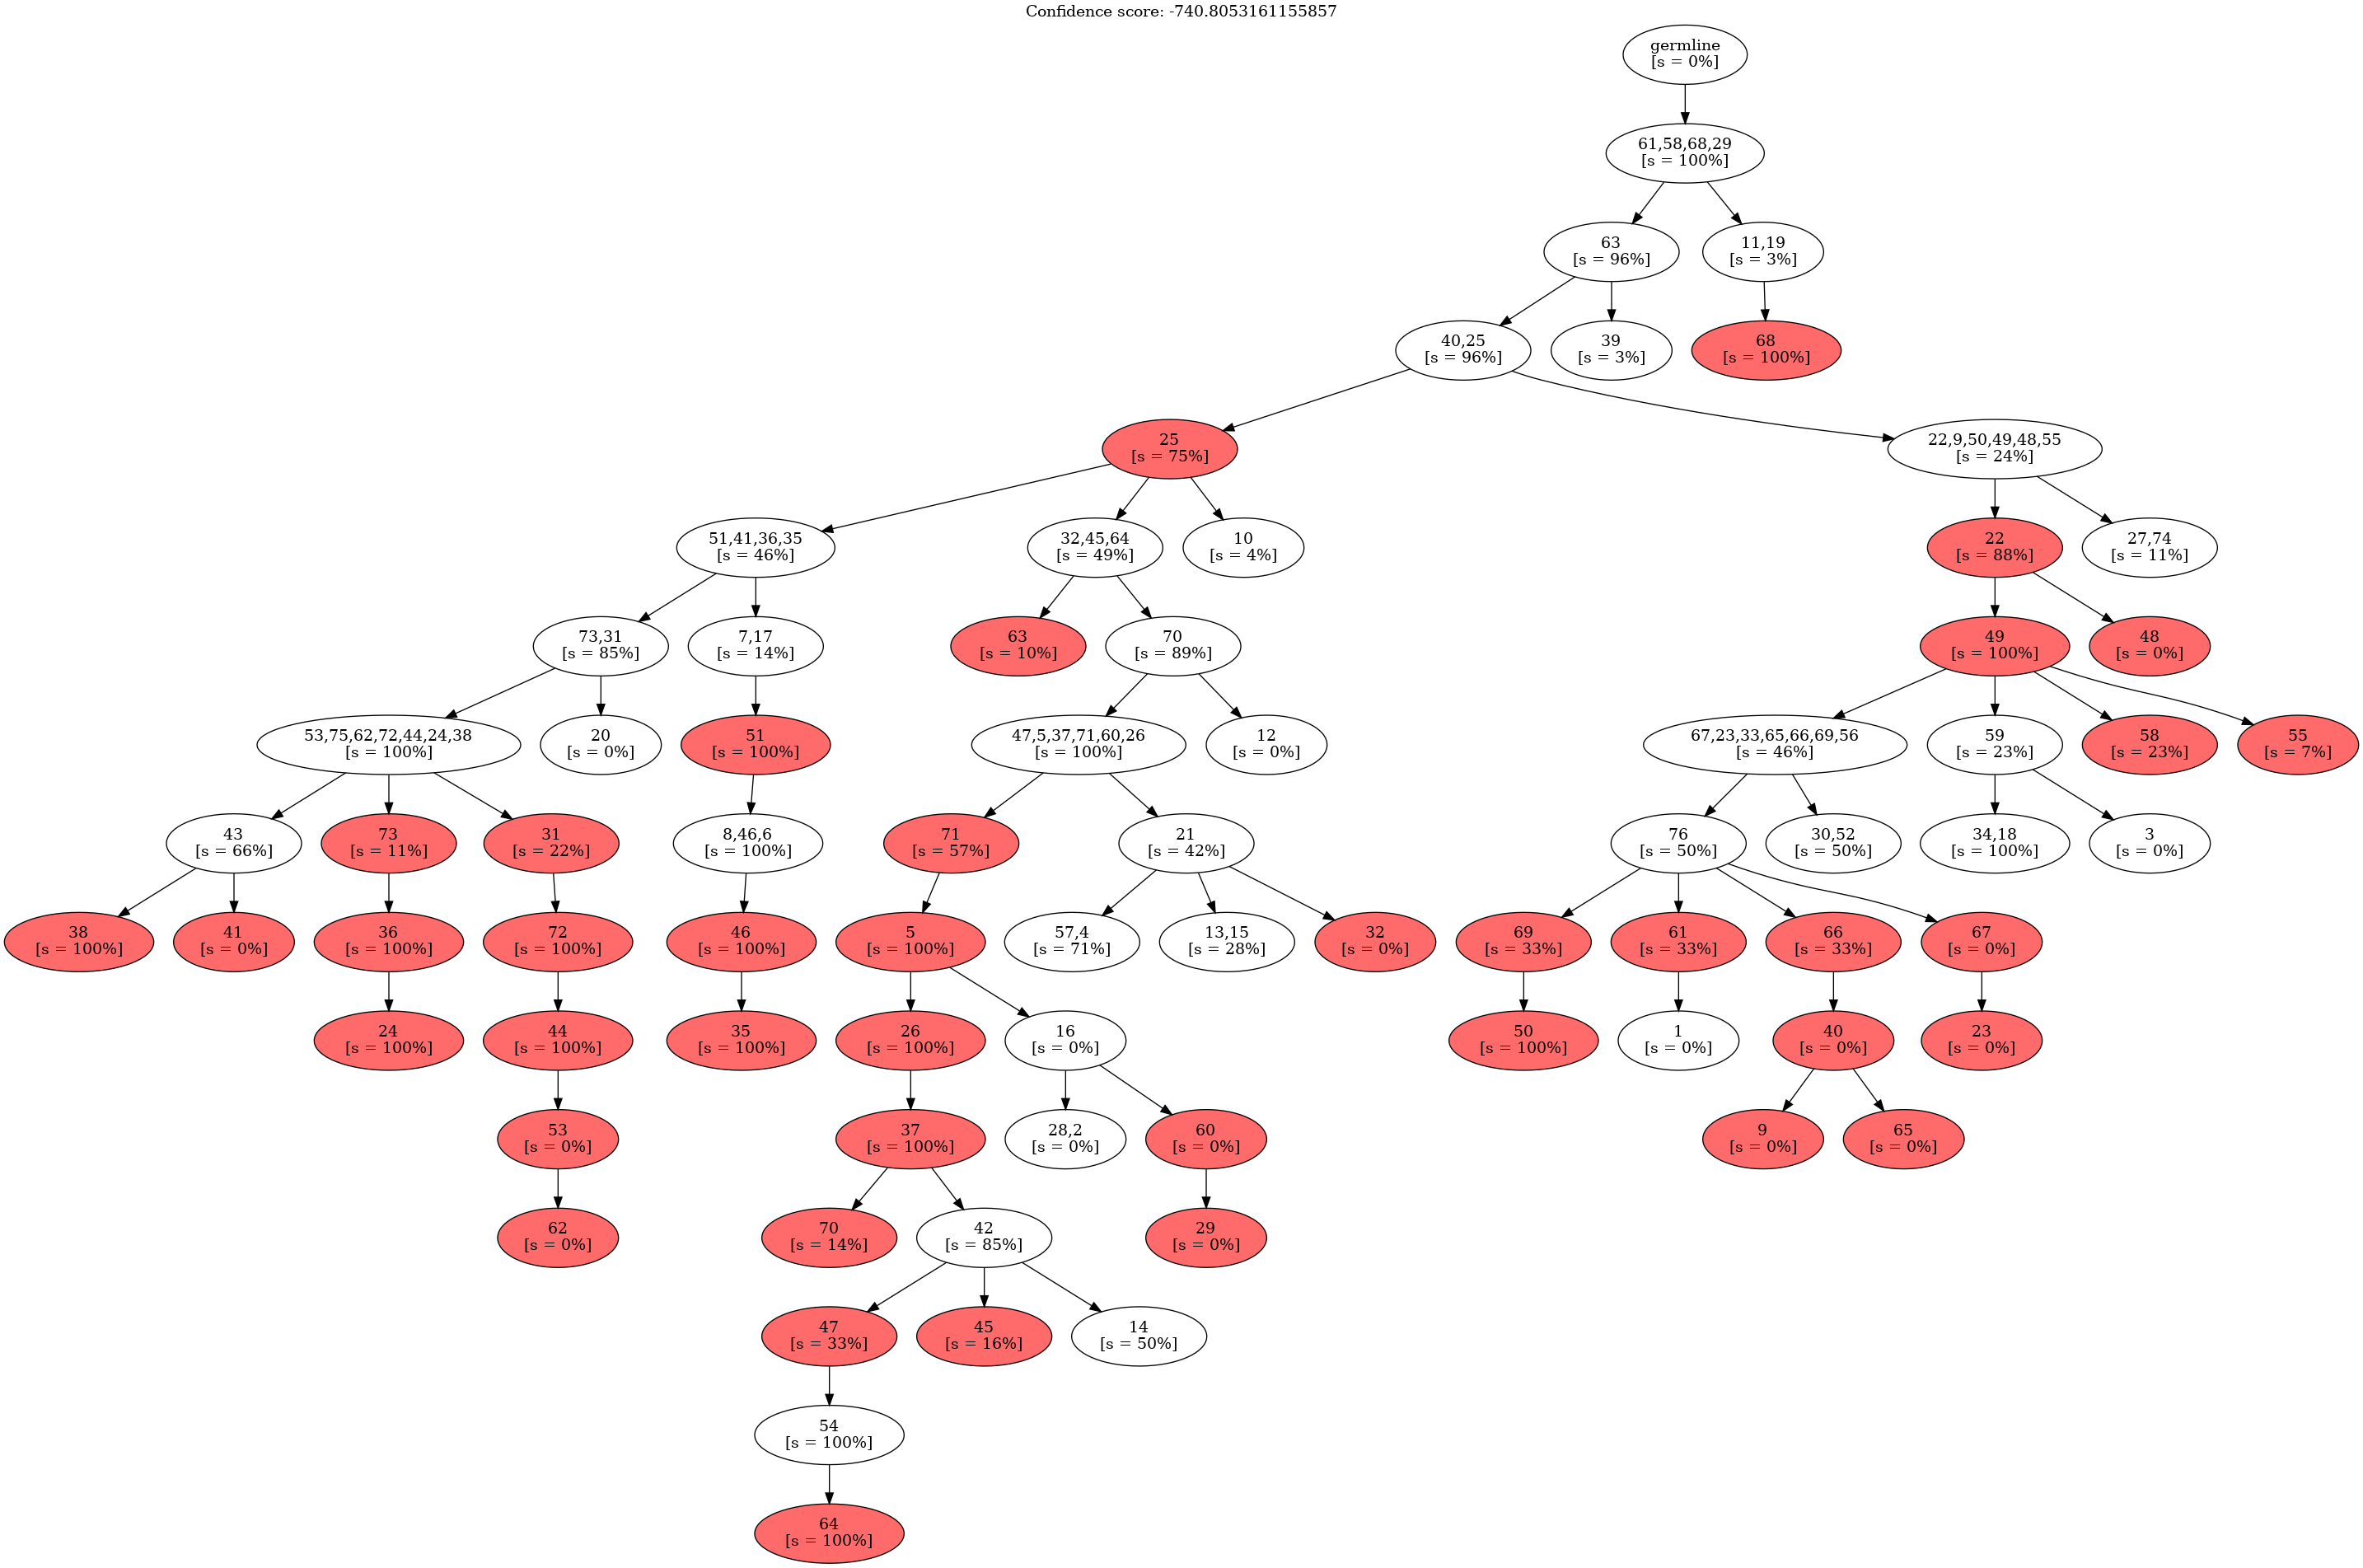 Confidence score: -740.8053161155857
germline
[s = 0%]
61,58,68,29
[s = 100%]
63
[s = 96%]
11,19
[s = 3%]
40,25
[s = 96%]
39
[s = 3%]
68
[s = 100%]
25
[s = 75%]
22,9,50,49,48,55
[s = 24%]
51,41,36,35
[s = 46%]
32,45,64
[s = 49%]
10
[s = 4%]
22
[s = 88%]
27,74
[s = 11%]
73,31
[s = 85%]
7,17
[s = 14%]
63
[s = 10%]
70
[s = 89%]
49
[s = 100%]
48
[s = 0%]
53,75,62,72,44,24,38
[s = 100%]
20
[s = 0%]
51
[s = 100%]
47,5,37,71,60,26
[s = 100%]
12
[s = 0%]
67,23,33,65,66,69,56
[s = 46%]
59
[s = 23%]
58
[s = 23%]
55
[s = 7%]
43
[s = 66%]
73
[s = 11%]
31
[s = 22%]
8,46,6
[s = 100%]
71
[s = 57%]
21
[s = 42%]
76
[s = 50%]
30,52
[s = 50%]
34,18
[s = 100%]
3
[s = 0%]
38
[s = 100%]
41
[s = 0%]
36
[s = 100%]
72
[s = 100%]
46
[s = 100%]
5
[s = 100%]
57,4
[s = 71%]
13,15
[s = 28%]
32
[s = 0%]
69
[s = 33%]
61
[s = 33%]
66
[s = 33%]
67
[s = 0%]
24
[s = 100%]
44
[s = 100%]
35
[s = 100%]
26
[s = 100%]
16
[s = 0%]
50
[s = 100%]
1
[s = 0%]
40
[s = 0%]
23
[s = 0%]
53
[s = 0%]
37
[s = 100%]
28,2
[s = 0%]
60
[s = 0%]
9
[s = 0%]
65
[s = 0%]
62
[s = 0%]
70
[s = 14%]
42
[s = 85%]
29
[s = 0%]
47
[s = 33%]
45
[s = 16%]
14
[s = 50%]
54
[s = 100%]
64
[s = 100%]